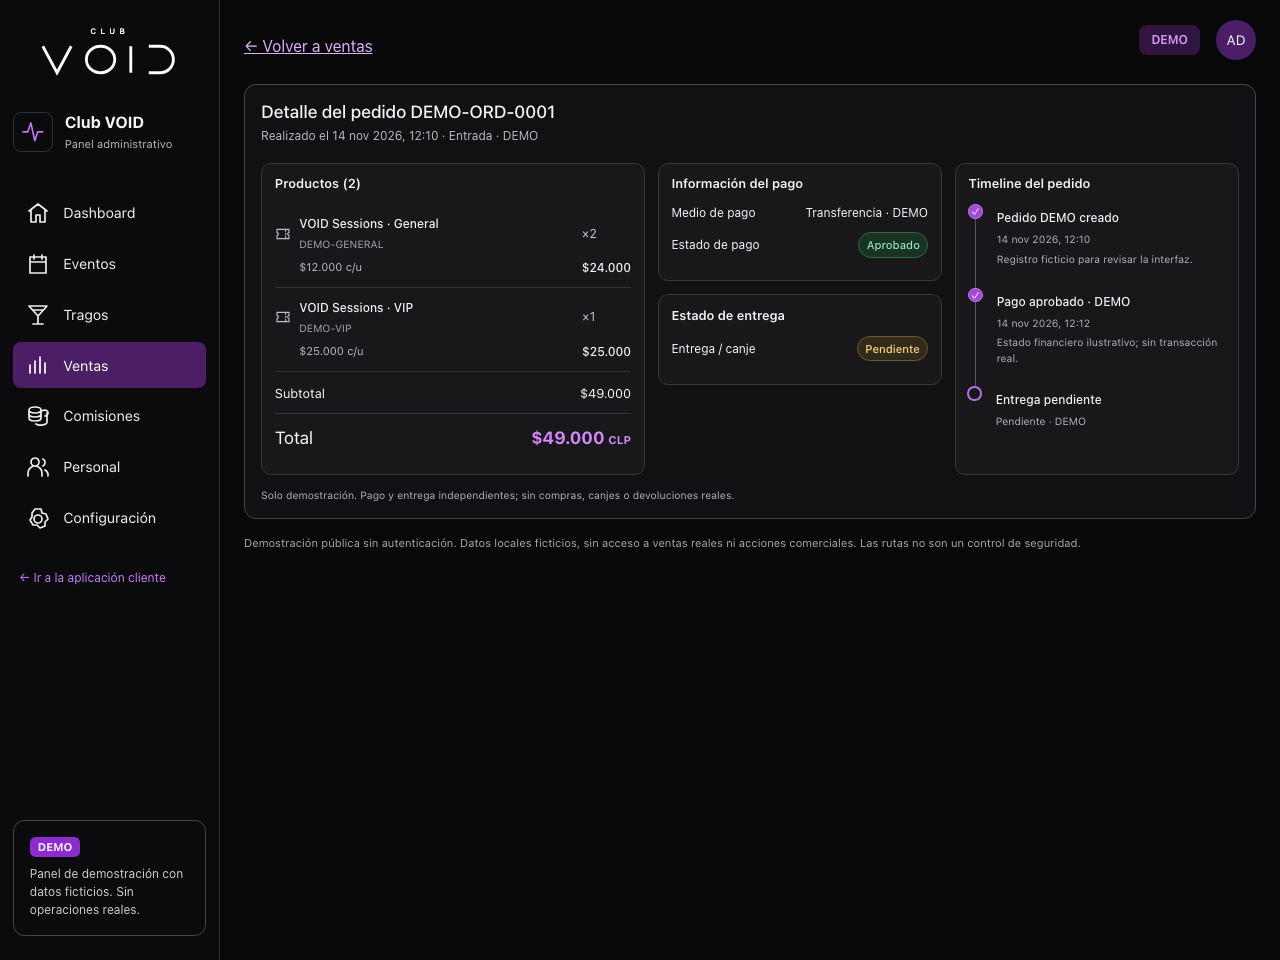 CLUB
VOID
Club VOID
Panel administrativo
Dashboard
Eventos
Tragos
Ventas
Comisiones
Personal
Configuración
← Ir a la aplicación cliente
DEMO
Panel de demostración con
datos ficticios. Sin
operaciones reales.
← Volver a ventas
DEMO
AD
Detalle del pedido DEMO-ORD-0001
Realizado el 14 nov 2026, 12:10 · Entrada · DEMO
Productos (2)
VOID Sessions · General
DEMO-GENERAL
×2
$12.000 c/u
$24.000
VOID Sessions · VIP
DEMO-VIP
×1
$25.000 c/u
$25.000
Subtotal
$49.000
Total
$49.000 CLP
Información del pago
Medio de pago
Transferencia · DEMO
Estado de pago
Aprobado
Estado de entrega
Entrega / canje
Pendiente
Timeline del pedido
Pedido DEMO creado
14 nov 2026, 12:10
Registro ficticio para revisar la interfaz.
Pago aprobado · DEMO
14 nov 2026, 12:12
Estado financiero ilustrativo; sin transacción
real.
Entrega pendiente
Pendiente · DEMO
Solo demostración. Pago y entrega independientes; sin compras, canjes o devoluciones reales.
Demostración pública sin autenticación. Datos locales ficticios, sin acceso a ventas reales ni acciones comerciales. Las rutas no son un control de seguridad.